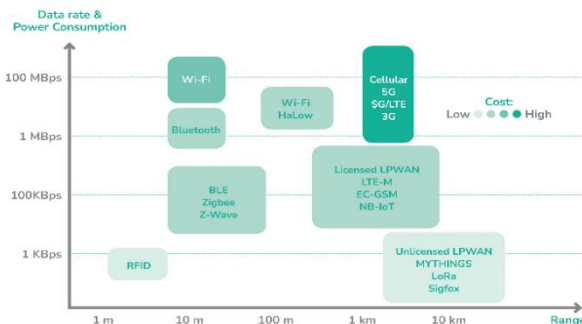 Data rate &
Power Consumption
100 MBps
1 MBps
100KBps
1 KBps
Wi-Fi
Bluetooth
Wi-Fi
HaLow
Cellular
5G
$G/LTE
3G
Cost:
Low High
BLE
Zigbee
Z-Wave
Licensed LPWAN
LTE-M
EC-GSM
NB-IoT
RFID
Unlicensed LPWAN
MYTHINGS
LoRa
Sigfox
1 m 10 m 100 m 1 km 10 km Range